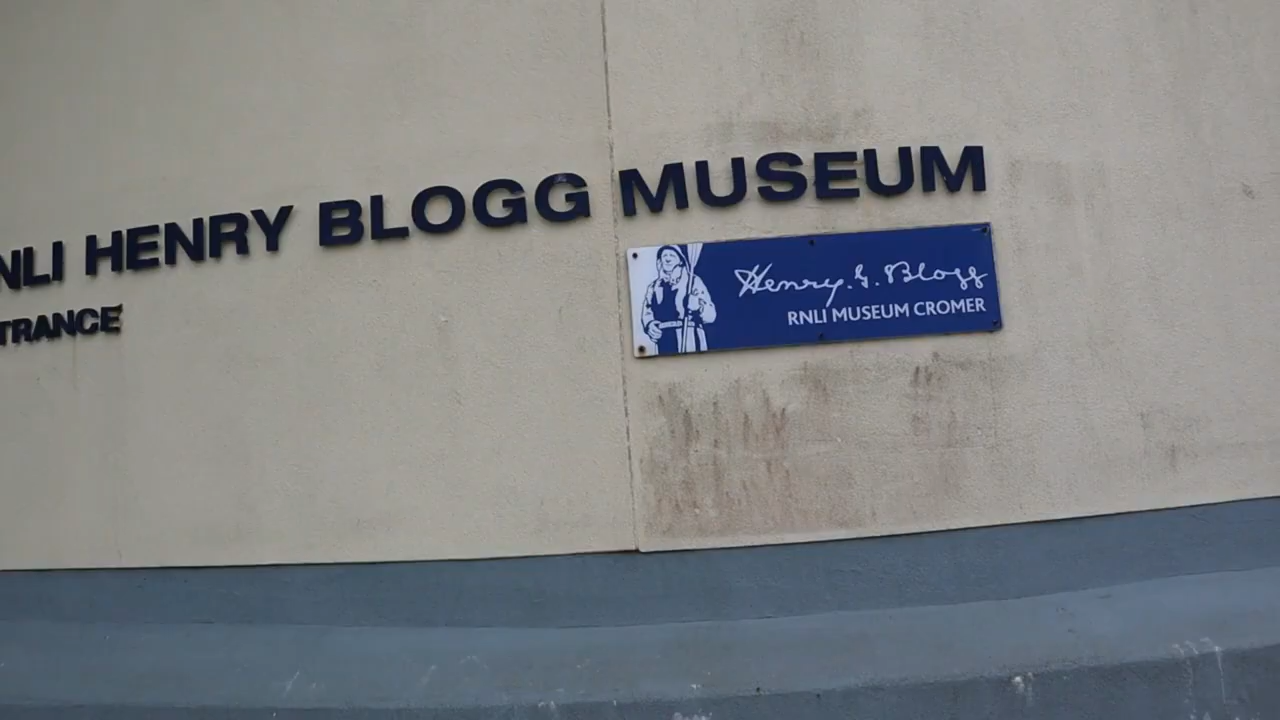 NLI HENRY BLOGG MUSEUM
TRANCE
Henry. G. Blogg
RNLI MUSEUM CROMER